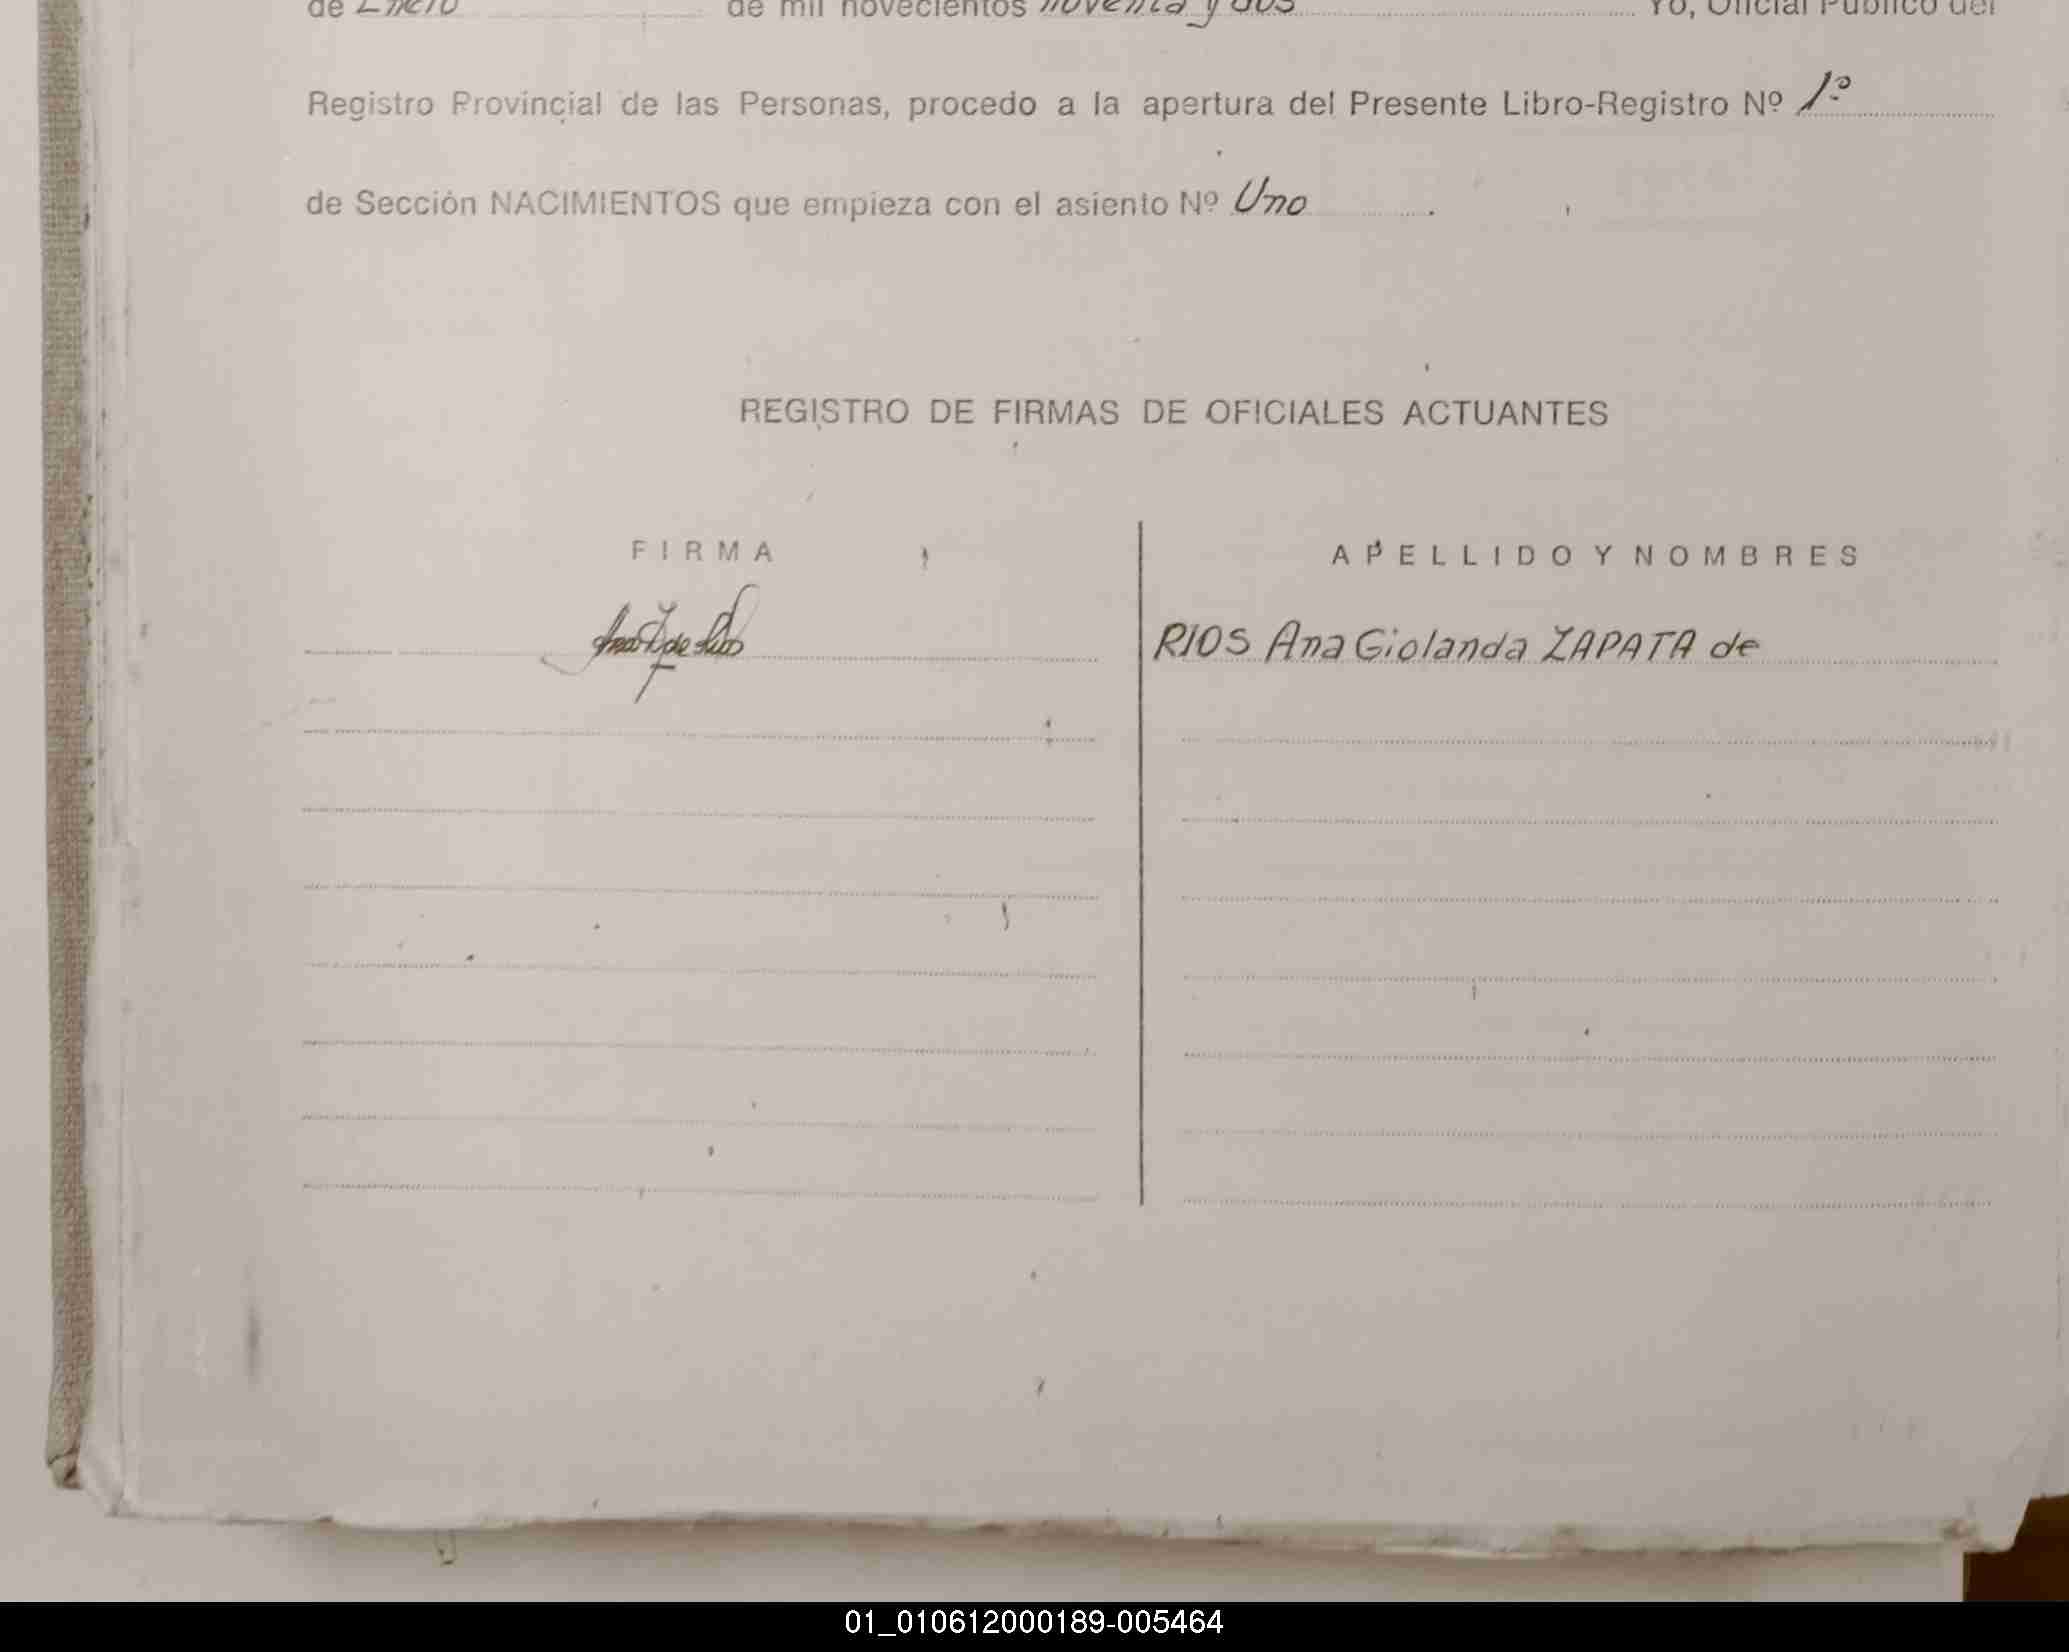 de Enero de mil novecientos noventa y dos Yo, Oficial Público del
Registro Provincial de las Personas, procedo a la apertura del Presente Libro-Registro Nº 1º
de Sección NACIMIENTOS que empieza con el asiento Nº Uno
REGISTRO DE FIRMAS DE OFICIALES ACTUANTES
FIRMA
APELLIDO Y NOMBRES
RIOS Ana Giolanda ZAPATA de
01_010612000189-005464